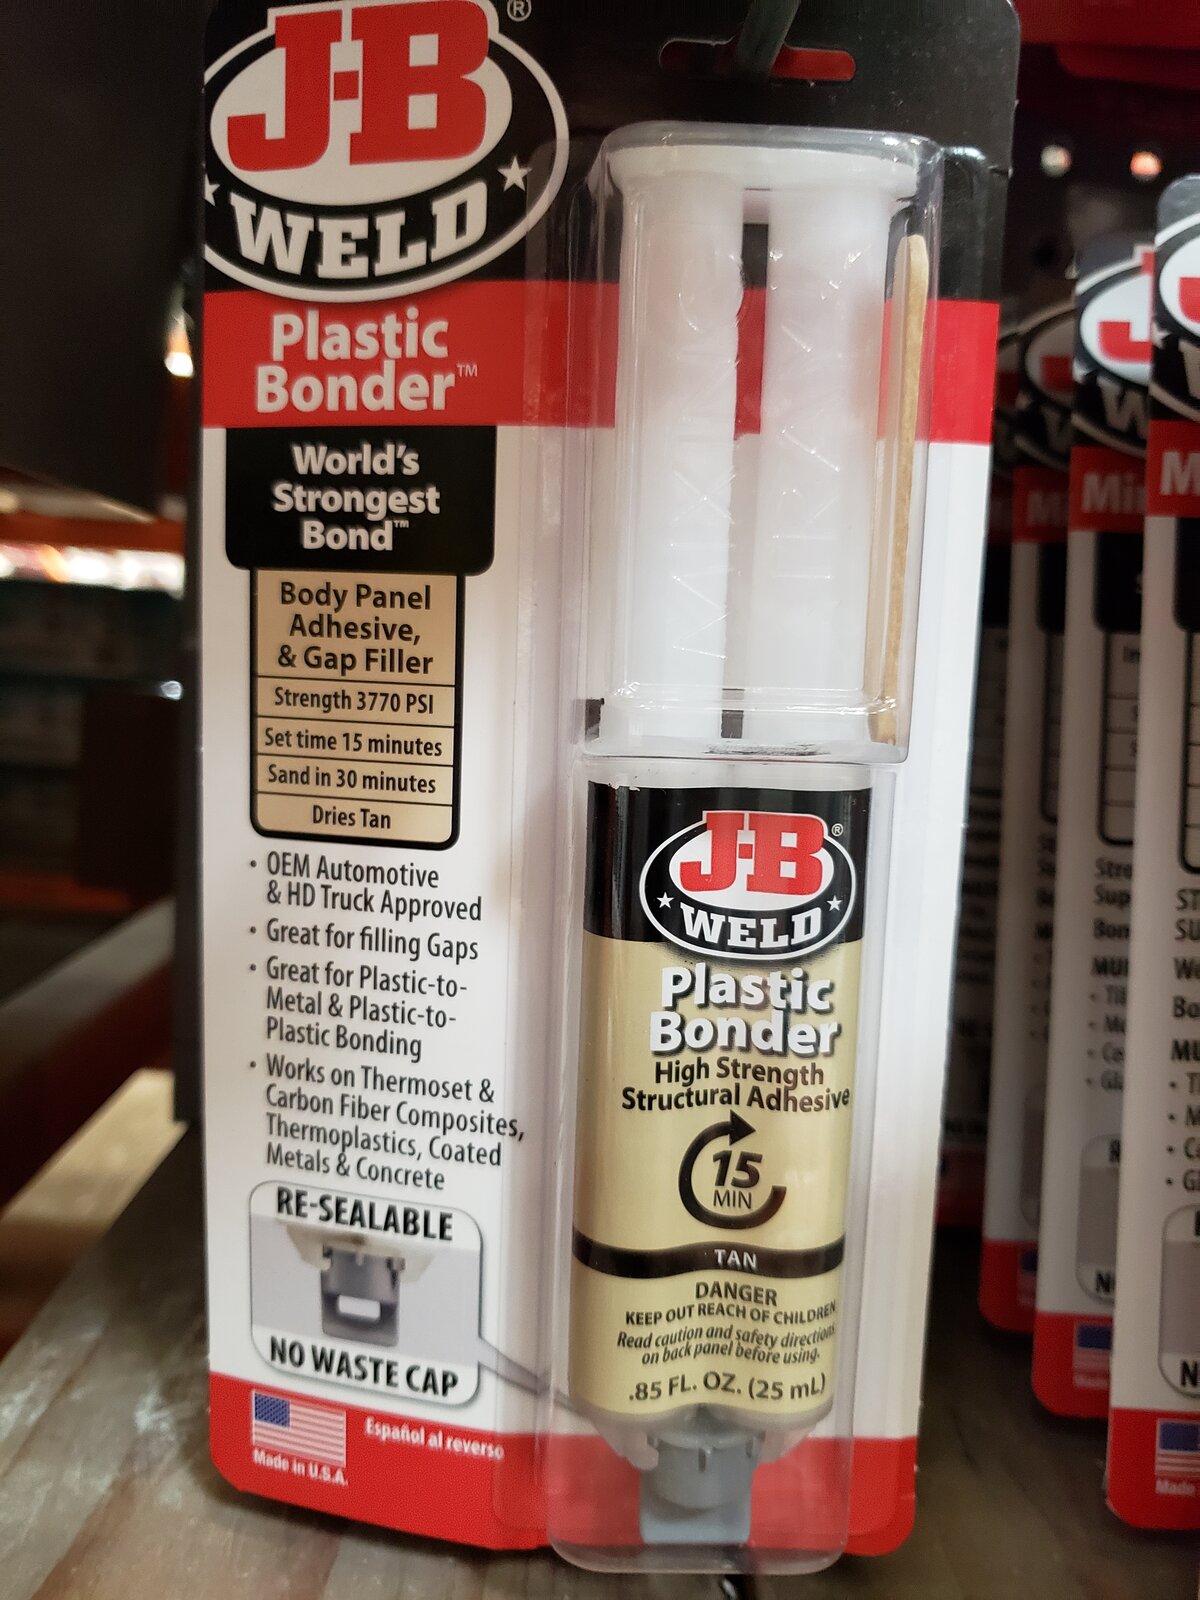 J-B®
WELD
Plastic
Bonder™
World's
Strongest
Bond™
Body Panel
Adhesive,
& Gap Filler
Strength 3770 PSI
Set time 15 minutes
Sand in 30 minutes
Dries Tan
• OEM Automotive
& HD Truck Approved
• Great for filling Gaps
• Great for Plastic-to-
Metal & Plastic-to-
Plastic Bonding
• Works on Thermoset &
Carbon Fiber Composites,
Thermoplastics, Coated
Metals & Concrete
RE-SEALABLE
NO WASTE CAP
Made in U.S.A.
Español al reverso
J-B®
WELD
Plastic
Bonder
High Strength
Structural Adhesive
15
MIN
TAN
DANGER
KEEP OUT REACH OF CHILDREN
Read caution and safety directions
on back panel before using.
.85 FL. OZ. (25 mL)